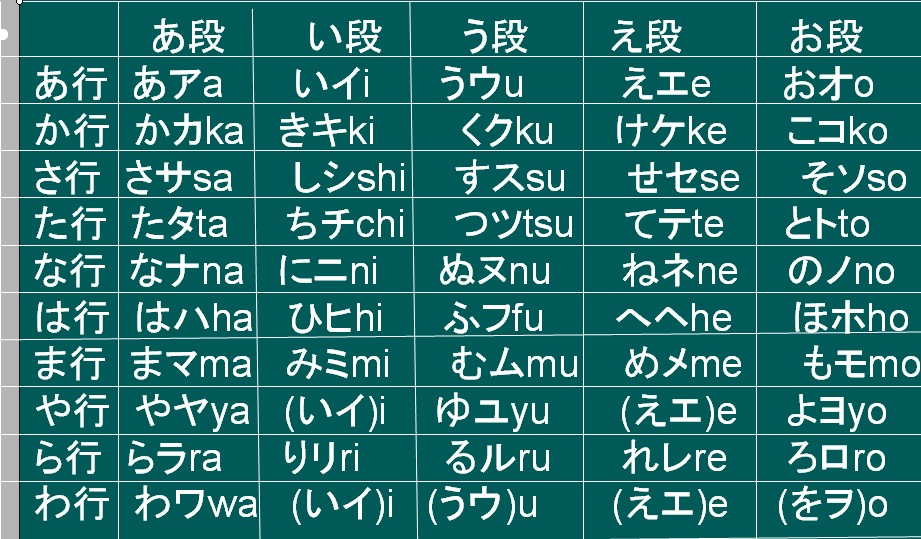 あ段 い段 う段 え段 お段
あ行 あアa いイi うウu えエe おオo
か行 かカka きキki くクku けケke こコko
さ行 さサsa しシshi すスsu せセse そソso
た行 たタta ちチchi つツtsu てテte とトto
な行 なナna にニni ぬヌnu ねネne のノno
は行 はハha ひヒhi ふフfu へヘhe ほホho
ま行 まマma みミmi むムmu めメme もモmo
や行 やヤya (いイ)i ゆユyu (えエ)e よヨyo
ら行 らラra りリri るルru れレre ろロro
わ行 わワwa (いイ)i (うウ)u (えエ)e (をヲ)o